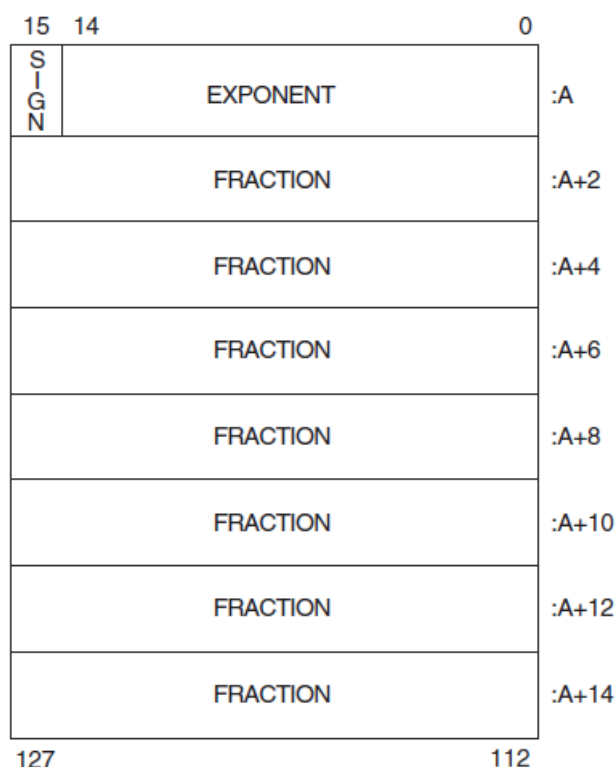 15 14 0
SIGN EXPONENT :A
FRACTION :A+2
FRACTION :A+4
FRACTION :A+6
FRACTION :A+8
FRACTION :A+10
FRACTION :A+12
FRACTION :A+14
127 112